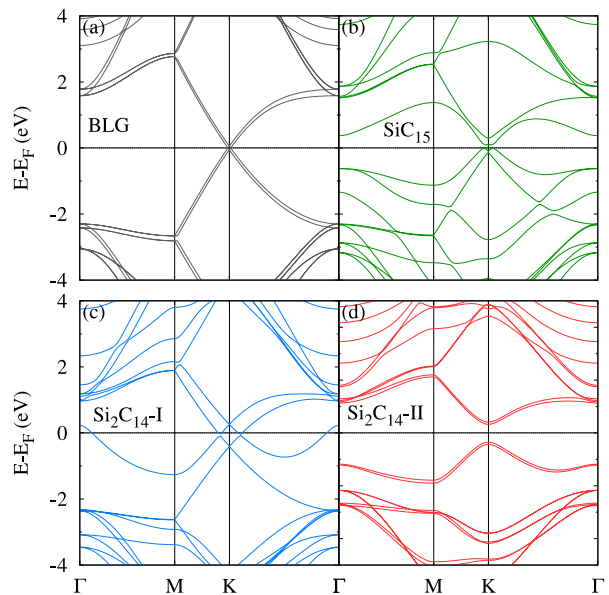 4
(a)
(b)
2
BLG
SiC15
0
E-EF (eV)
-2
-4
4
(c)
(d)
2
Si2C14-I
Si2C14-II
0
E-EF (eV)
-2
-4
Γ M K Γ M K Γ